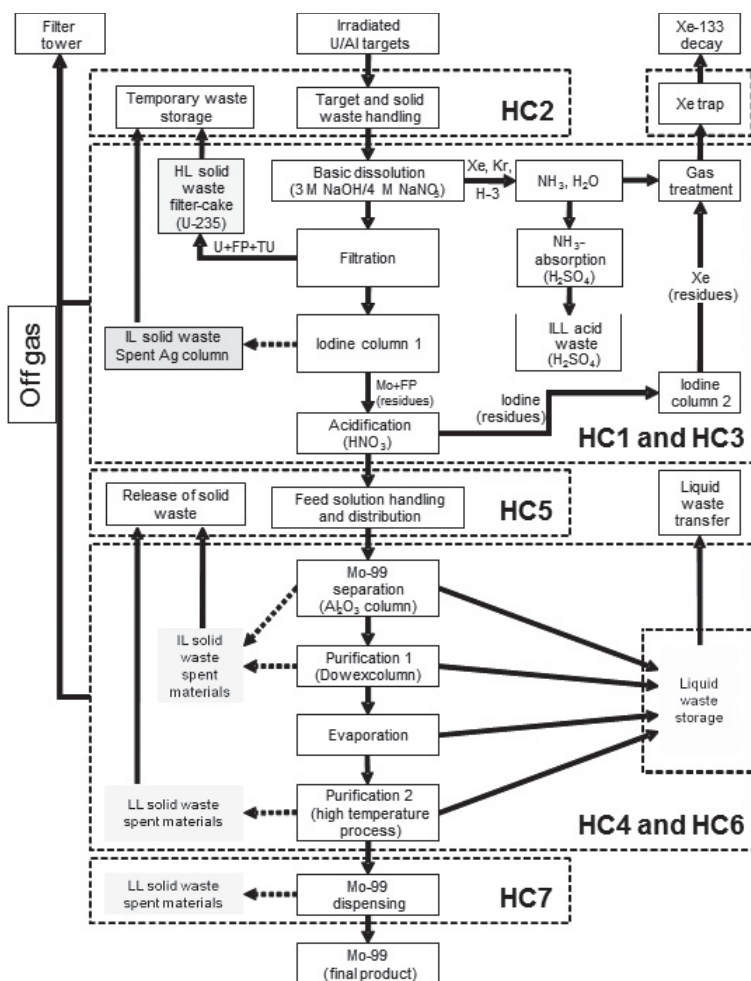 Filter
tower
Irradiated
U/Al targets
Xe-133
decay
Temporary waste
storage
Target and solid
waste handling
HC2
Xe trap
HL solid
waste
filter-cake
(U-235)
Basic dissolution
(3 M NaOH/4 M NaNO3)
Xe, Kr,
H-3
NH3, H2O
Gas
treatment
U+FP+TU
Filtration
NH3-
absorption
(H2SO4)
Xe
(residues)
Off gas
IL solid waste
Spent Ag column
Iodine column 1
ILL acid
waste
(H2SO4)
Mo+FP
(residues)
Iodine
(residues)
Iodine
column 2
Acidification
(HNO3)
HC1 and HC3
Release of solid
waste
Feed solution handling
and distribution
HC5
Liquid
waste
transfer
Mo-99
separation
(Al2O3 column)
IL solid
waste
spent
materials
Purification 1
(Dowexcolumn)
Liquid
waste
storage
Evaporation
LL solid waste
spent materials
Purification 2
(high temperature
process)
HC4 and HC6
LL solid waste
spent materials
Mo-99
dispensing
HC7
Mo-99
(final product)